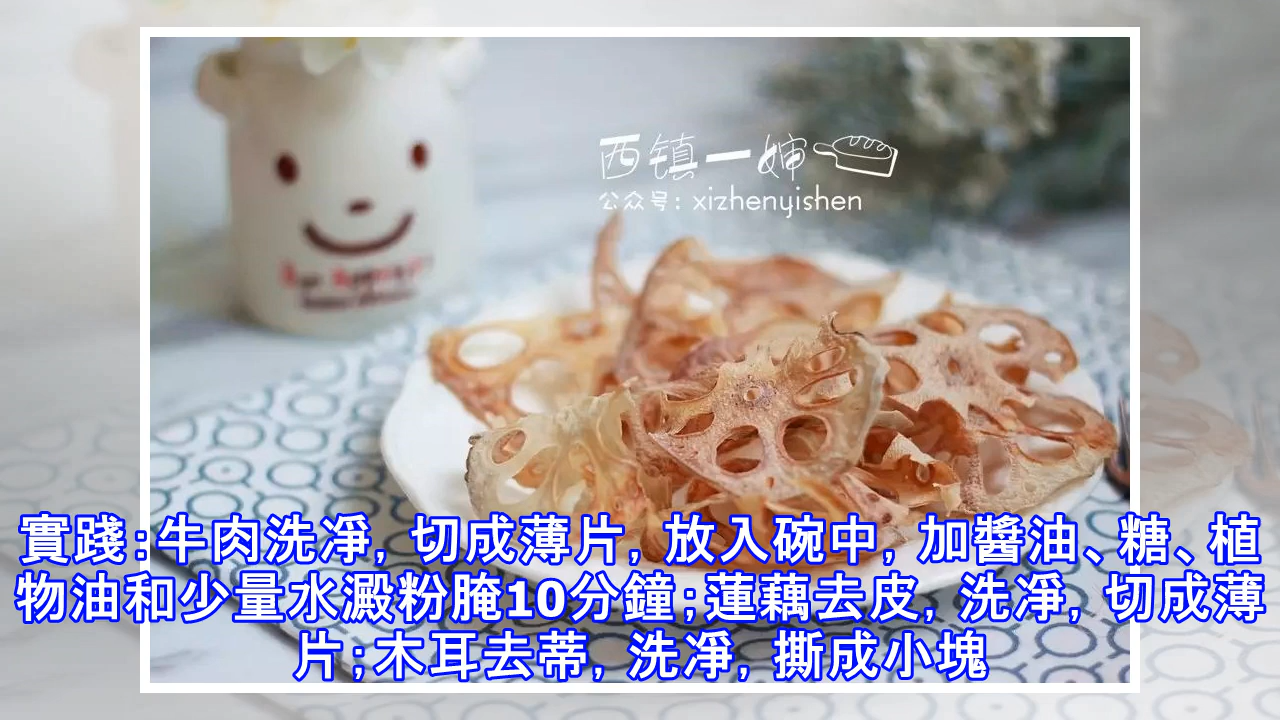 西镇一婶
公众号: xizhenyishen
實踐:牛肉洗凈, 切成薄片, 放入碗中, 加醬油、糖、植
物油和少量水澱粉腌10分鐘;蓮藕去皮, 洗凈, 切成薄
片;木耳去蒂, 洗凈, 撕成小塊